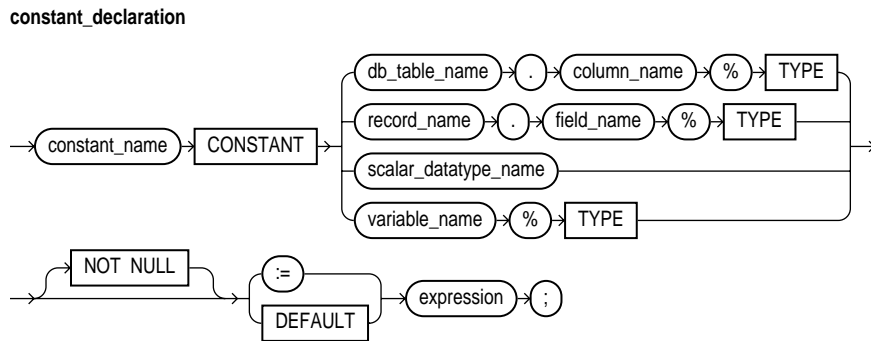 constant_declaration
db_table_name . column_name % TYPE
record_name . field_name % TYPE
constant_name CONSTANT
scalar_datatype_name
variable_name % TYPE
NOT NULL :=
expression ;
DEFAULT